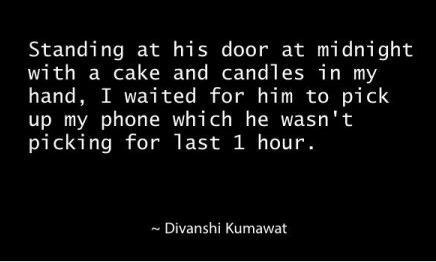 Standing at his door at midnight
with a cake and candles in my
hand, I waited for him to pick
up my phone which he wasn't
picking for last 1 hour.
~ Divanshi Kumawat